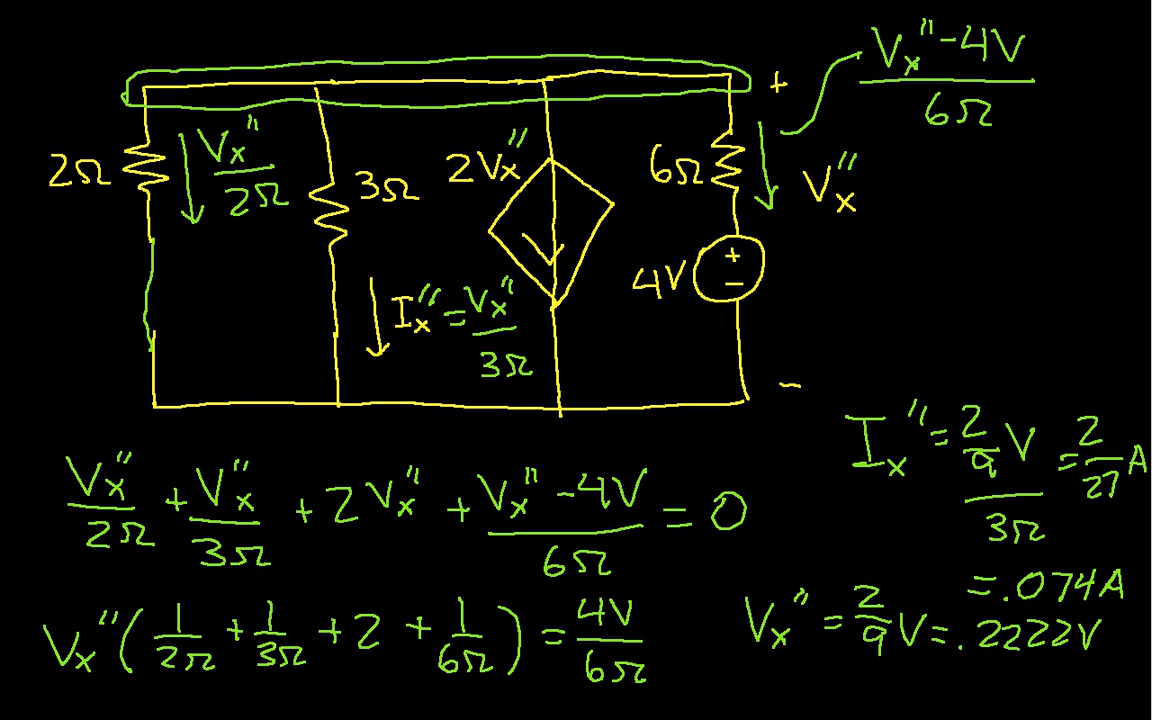 Vx" - 4V / 6Ω
+
2Ω
Vx" / 2Ω
3Ω
2Vx"
6Ω
Vx"
+
4V
-
Ix" = Vx" / 3Ω
-
Vx" / 2Ω + Vx" / 3Ω + 2Vx" + Vx" - 4V / 6Ω = 0
Ix" = 2/9 V / 3Ω = 2/27 A
= .074A
Vx" (1/2Ω + 1/3Ω + 2 + 1/6Ω) = 4V / 6Ω
Vx" = 2/9 V = .2222V